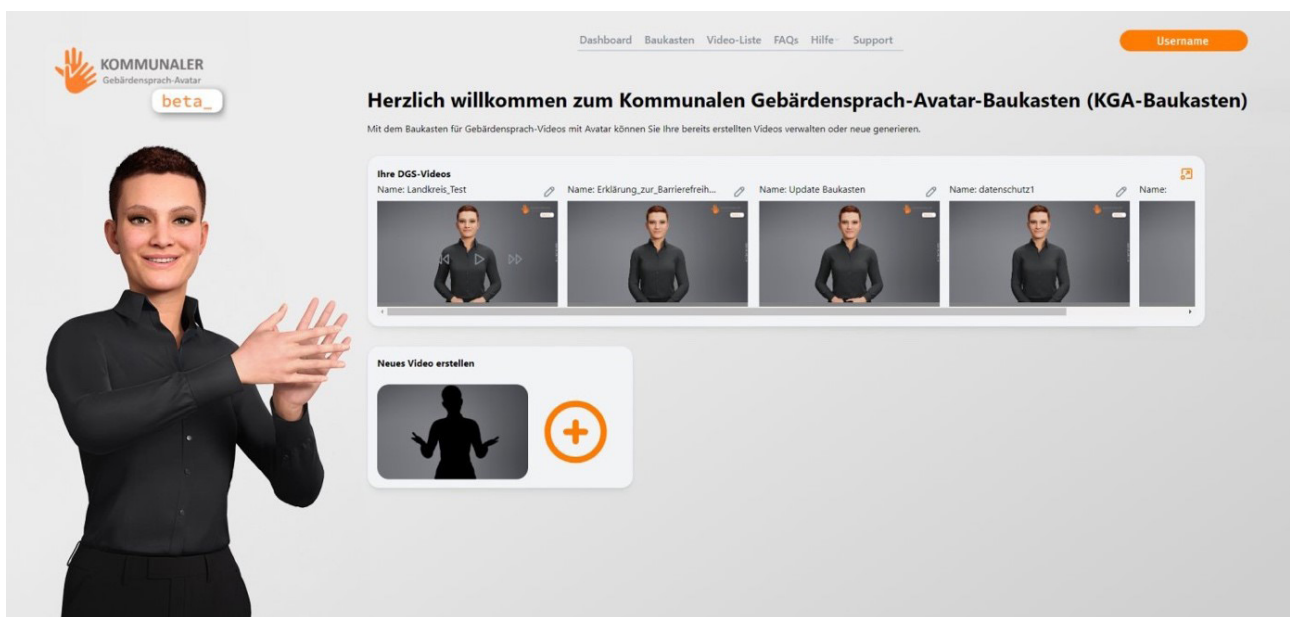 KOMMUNALER
Gebärdensprach-Avatar
beta_
Dashboard Baukasten Video-Liste FAQs Hilfe Support
Username
Herzlich willkommen zum Kommunalen Gebärdensprach-Avatar-Baukasten (KGA-Baukasten)
Mit dem Baukasten für Gebärdensprach-Videos mit Avatar können Sie Ihre bereits erstellten Videos verwalten oder neue generieren.
Ihre DGS-Videos
Name: Landkreis_Test
Name: Erklärung_zur_Barrierefreih...
Name: Update Baukasten
Name: datenschutz1
Name:
Neues Video erstellen